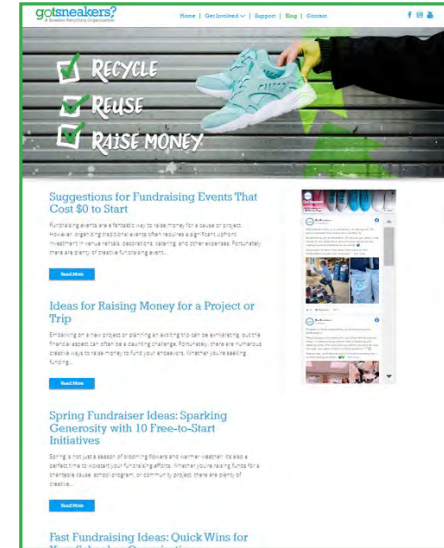 gotsneakers?
A Sneaker Recycling Organization
Home | Get Involved | Support | Blog | Contact
RECYCLE
REUSE
RAISE MONEY
Suggestions for Fundraising Events That
Cost $0 to Start
Fundraising events are a fantastic way to raise money for a cause or project.
However, organizing traditional events often requires a significant upfront
investment in venue rentals, decorations, catering, and other expenses. Fortunately,
there are plenty of creative fundraising event...
Read More
Ideas for Raising Money for a Project or
Trip
Embarking on a new project or planning an exciting trip can be exhilarating, but the
financial aspect can often be a daunting challenge. Fortunately, there are numerous
creative ways to raise money to fund your endeavors. Whether you're seeking
funding...
Read More
Spring Fundraiser Ideas: Sparking
Generosity with 10 Free-to-Start
Initiatives
Spring is not just a season of blooming flowers and warmer weather; it's also a
perfect time to kickstart your fundraising efforts. Whether you're raising funds for a
charitable cause, school program, or community project, there are plenty of
creative...
Read More
Fast Fundraising Ideas: Quick Wins for